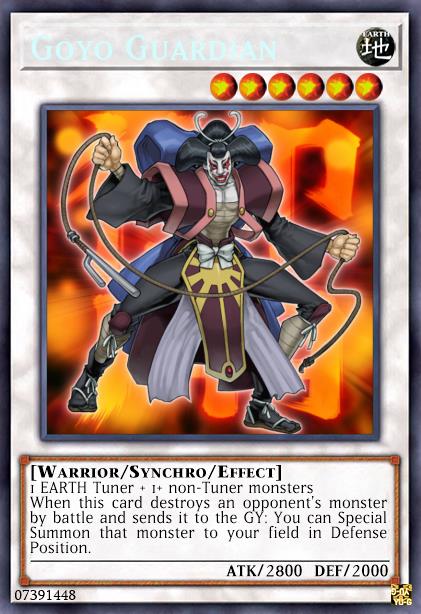 GOYO GUARDIAN
EARTH
地
[WARRIOR/SYNCHRO/EFFECT]
1 EARTH Tuner + 1+ non-Tuner monsters
When this card destroys an opponent's monster
by battle and sends it to the GY: You can Special
Summon that monster to your field in Defense
Position.
ATK/2800 DEF/2000
07391448